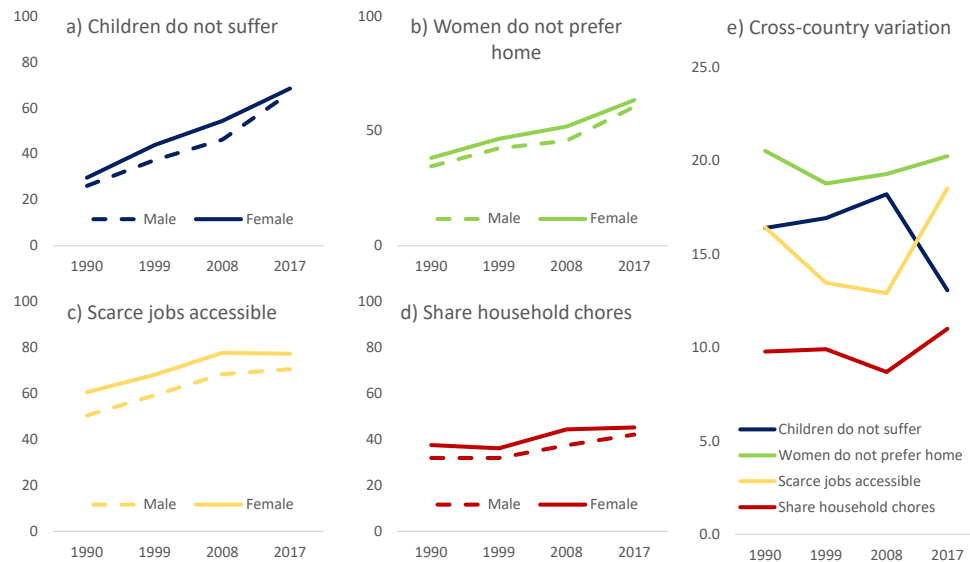 a) Children do not suffer
100
80
60
40
20
0
Male
Female
1990
1999
2008
2017
b) Women do not prefer
home
100
50
0
Male
Female
1990
1999
2008
2017
c) Scarce jobs accessible
100
80
60
40
20
0
Male
Female
1990
1999
2008
2017
d) Share household chores
100
80
60
40
20
0
Male
Female
1990
1999
2008
2017
e) Cross-country variation
25.0
20.0
15.0
10.0
5.0
0.0
Children do not suffer
Women do not prefer home
Scarce jobs accessible
Share household chores
1990
1999
2008
2017